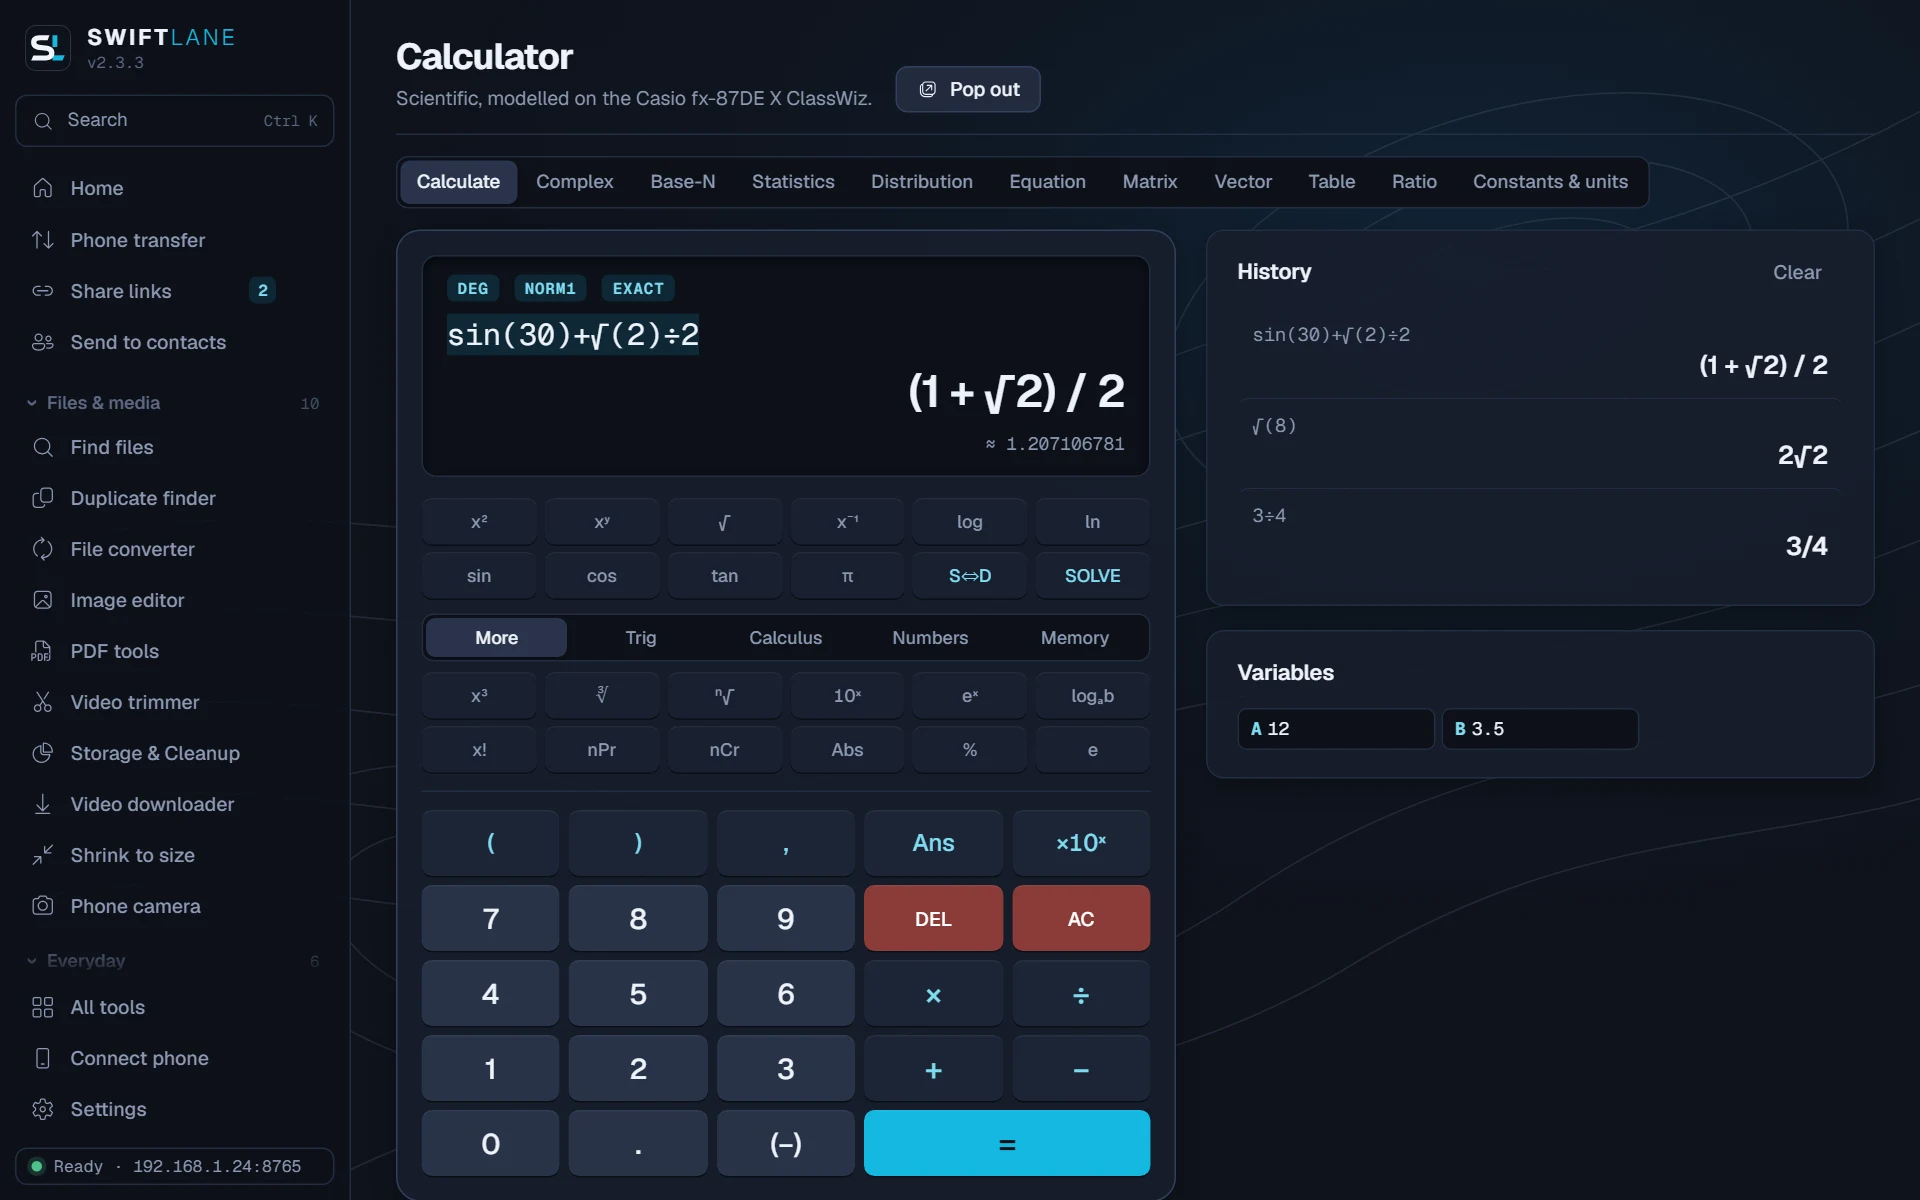 SWIFTLANE
v2.3.3
Search Ctrl K
Home
Phone transfer
Share links 2
Send to contacts
Files & media 10
Find files
Duplicate finder
File converter
Image editor
PDF tools
Video trimmer
Storage & Cleanup
Video downloader
Shrink to size
Phone camera
Everyday 6
All tools
Connect phone
Settings
Ready · 192.168.1.24:8765
Calculator
Scientific, modelled on the Casio fx-87DE X ClassWiz.
Pop out
Calculate Complex Base-N Statistics Distribution Equation Matrix Vector Table Ratio Constants & units
DEG NORM1 EXACT
sin(30)+√(2)÷2
(1 + √2) / 2
≈ 1.207106781
x² xʸ √ x⁻¹ log ln
sin cos tan π S⇔D SOLVE
More Trig Calculus Numbers Memory
x³ ∛ ⁿ√ 10ˣ eˣ logₐb
x! nPr nCr Abs % e
( ) , Ans ×10ˣ
7 8 9 DEL AC
4 5 6 × ÷
1 2 3 + −
0 . (−) =
History Clear
sin(30)+√(2)÷2
(1 + √2) / 2
√(8)
2√2
3÷4
3/4
Variables
A 12 B 3.5